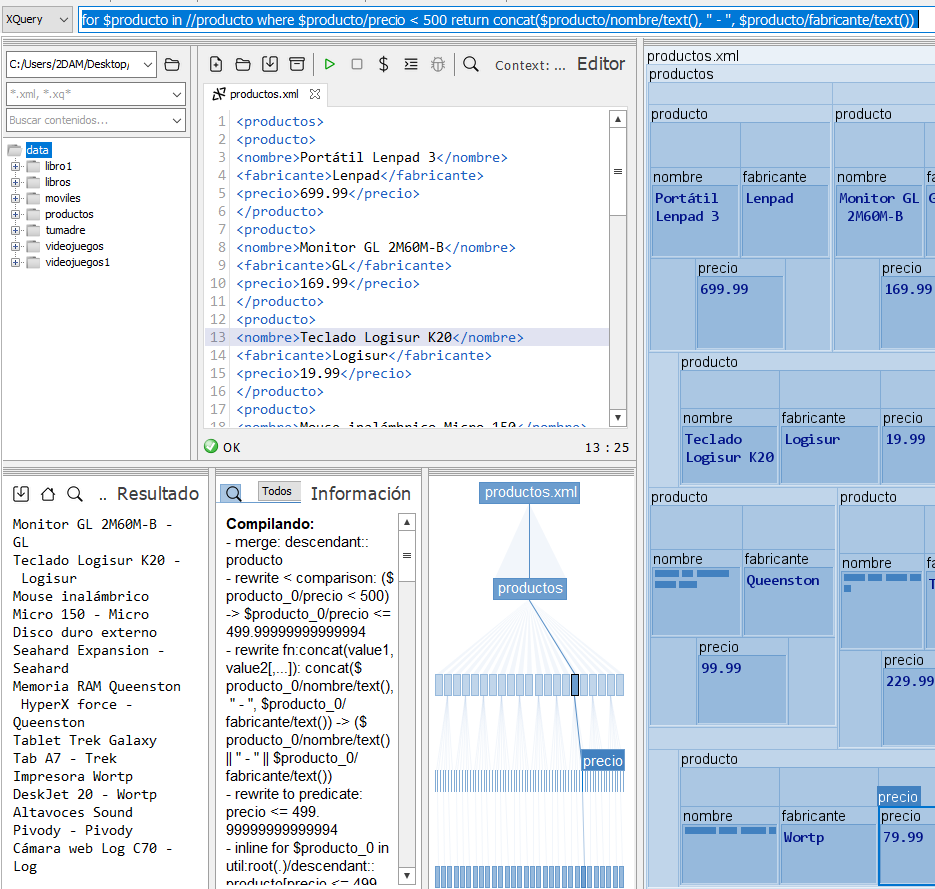 XQuery
for $producto in //producto where $producto/precio < 500 return concat($producto/nombre/text(), " - ", $producto/fabricante/text())
C:/Users/2DAM/Desktop/
*.xml, *.xq*
Buscar contenidos...
data
libro1
libros
moviles
productos
tumadre
videojuegos
videojuegos1
Context: ...
Editor
productos.xml
1 <productos>
2 <producto>
3 <nombre>Portátil Lenpad 3</nombre>
4 <fabricante>Lenpad</fabricante>
5 <precio>699.99</precio>
6 </producto>
7 <producto>
8 <nombre>Monitor GL 2M60M-B</nombre>
9 <fabricante>GL</fabricante>
10 <precio>169.99</precio>
11 </producto>
12 <producto>
13 <nombre>Teclado Logisur K20</nombre>
14 <fabricante>Logisur</fabricante>
15 <precio>19.99</precio>
16 </producto>
17 <producto>
18 <nombre>Mouse inalámbrico Micro 150</nombre>
OK
13:25
.. Resultado
Monitor GL 2M60M-B -
GL
Teclado Logisur K20 -
Logisur
Mouse inalámbrico
Micro 150 - Micro
Disco duro externo
Seahard Expansion -
Seahard
Memoria RAM Queenston
HyperX force -
Queenston
Tablet Trek Galaxy
Tab A7 - Trek
Impresora Wortp
DeskJet 20 - Wortp
Altavoces Sound
Pivody - Pivody
Cámara web Log C70 -
Log
Todos
Información
Compilando:
- merge: descendant::
producto
- rewrite < comparison: ($
producto_0/precio < 500)
-> $producto_0/precio <=
499.99999999999994
- rewrite fn:concat(value1,
value2[,...]): concat($
producto_0/nombre/text(),
" - ", $producto_0/
fabricante/text()) -> ($
producto_0/nombre/text()
|| " - " || $producto_0/
fabricante/text())
- rewrite to predicate:
precio <= 499.
99999999999994
- inline for $producto_0 in
util:root(.)/descendant::
producto[precio <= 499.
productos.xml
productos
precio
productos.xml
productos
producto
producto
nombre
fabricante
nombre
Portátil
Lenpad 3
Lenpad
Monitor GL
2M60M-B
precio
precio
699.99
169.99
producto
nombre
fabricante
precio
Teclado
Logisur K20
Logisur
19.99
producto
producto
nombre
fabricante
nombre
Queenston
precio
precio
99.99
229.99
producto
precio
nombre
fabricante
precio
Wortp
79.99